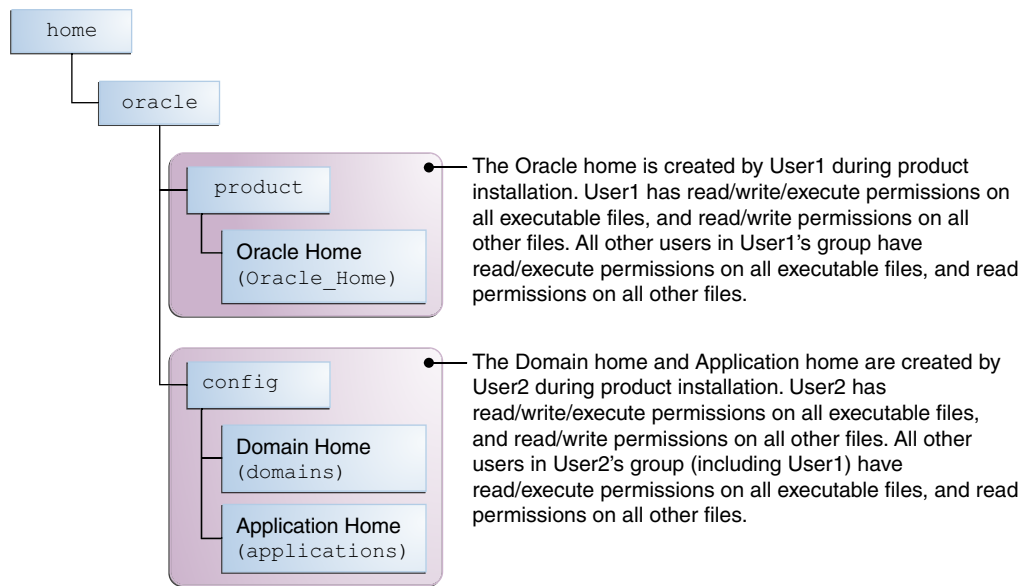 home
oracle
product
Oracle Home
(Oracle_Home)
The Oracle home is created by User1 during product
installation. User1 has read/write/execute permissions on
all executable files, and read/write permissions on all
other files. All other users in User1's group have
read/execute permissions on all executable files, and read
permissions on all other files.
config
Domain Home
(domains)
Application Home
(applications)
The Domain home and Application home are created by
User2 during product installation. User2 has
read/write/execute permissions on all executable files,
and read/write permissions on all other files. All other
users in User2's group (including User1) have
read/execute permissions on all executable files, and read
permissions on all other files.